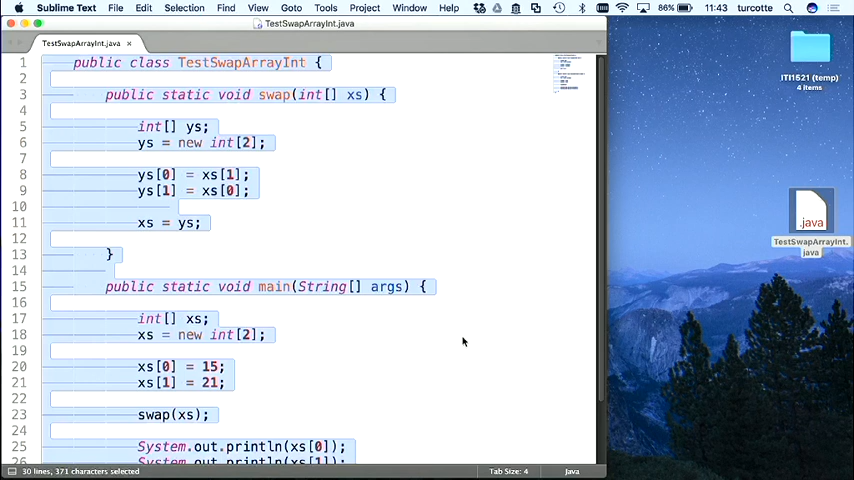 Sublime Text File Edit Selection Find View Goto Tools Project Window Help 86% 11:43 turcotte
TestSwapArrayInt.java
TestSwapArrayInt.java ×
1 public class TestSwapArrayInt {
2
3 public static void swap(int[] xs) {
4
5 int[] ys;
6 ys = new int[2];
7
8 ys[0] = xs[1];
9 ys[1] = xs[0];
10
11 xs = ys;
12
13 }
14
15 public static void main(String[] args) {
16
17 int[] xs;
18 xs = new int[2];
19
20 xs[0] = 15;
21 xs[1] = 21;
22
23 swap(xs);
24
25 System.out.println(xs[0]);
26 System.out.println(xs[1]);
30 lines, 371 characters selected Tab Size: 4 Java
ITI1521 (temp)
4 items
.java
TestSwapArrayInt.
java